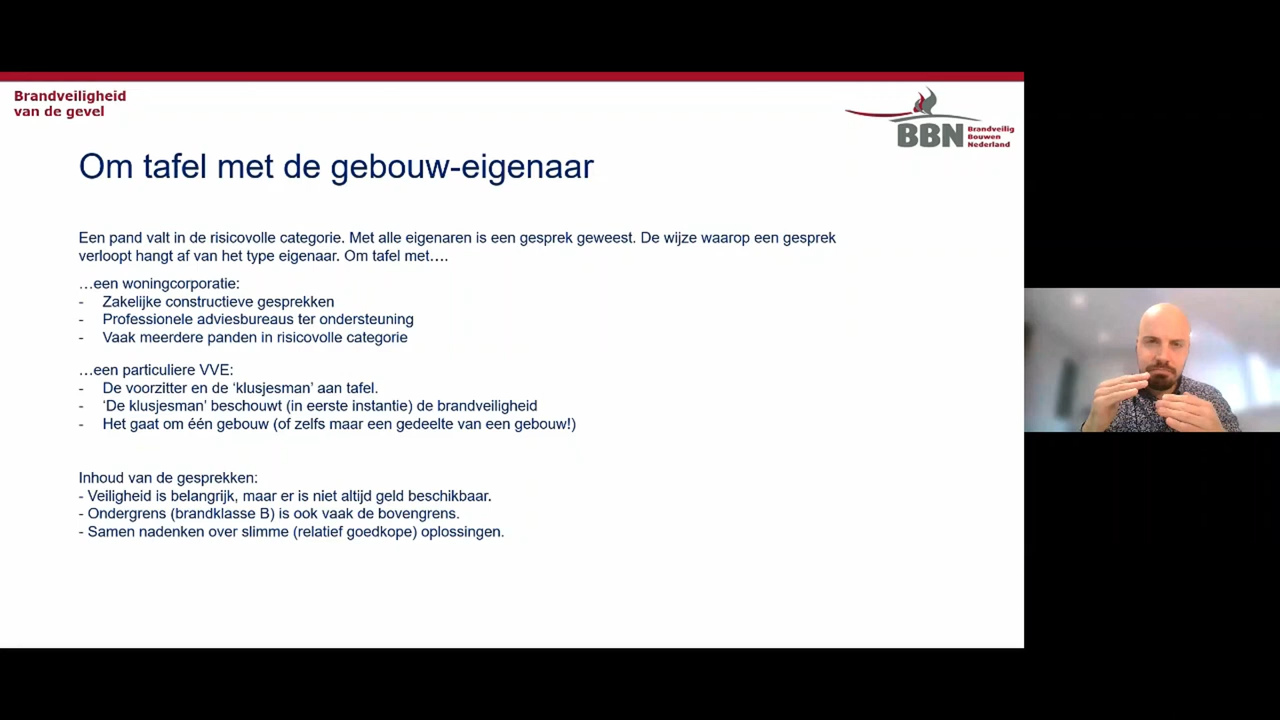 Brandveiligheid
van de gevel
BBN
Brandveilig
Bouwen
Nederland
Om tafel met de gebouw-eigenaar
Een pand valt in de risicovolle categorie. Met alle eigenaren is een gesprek geweest. De wijze waarop een gesprek
verloopt hangt af van het type eigenaar. Om tafel met….
…een woningcorporatie:
- Zakelijke constructieve gesprekken
- Professionele adviesbureaus ter ondersteuning
- Vaak meerdere panden in risicovolle categorie
…een particuliere VVE:
- De voorzitter en de ‘klusjesman’ aan tafel.
- ‘De klusjesman’ beschouwt (in eerste instantie) de brandveiligheid
- Het gaat om één gebouw (of zelfs maar een gedeelte van een gebouw!)
Inhoud van de gesprekken:
- Veiligheid is belangrijk, maar er is niet altijd geld beschikbaar.
- Ondergrens (brandklasse B) is ook vaak de bovengrens.
- Samen nadenken over slimme (relatief goedkope) oplossingen.